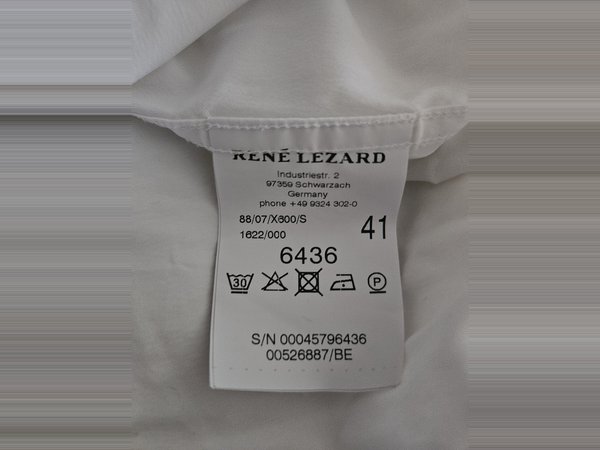 RENÉ LEZARD
Industriestr. 2
97359 Schwarzach
Germany
phone +49 9324 302-0
88/07/X600/S
1622/000
41
6436
30
P
S/N 00045796436
00526887/BE